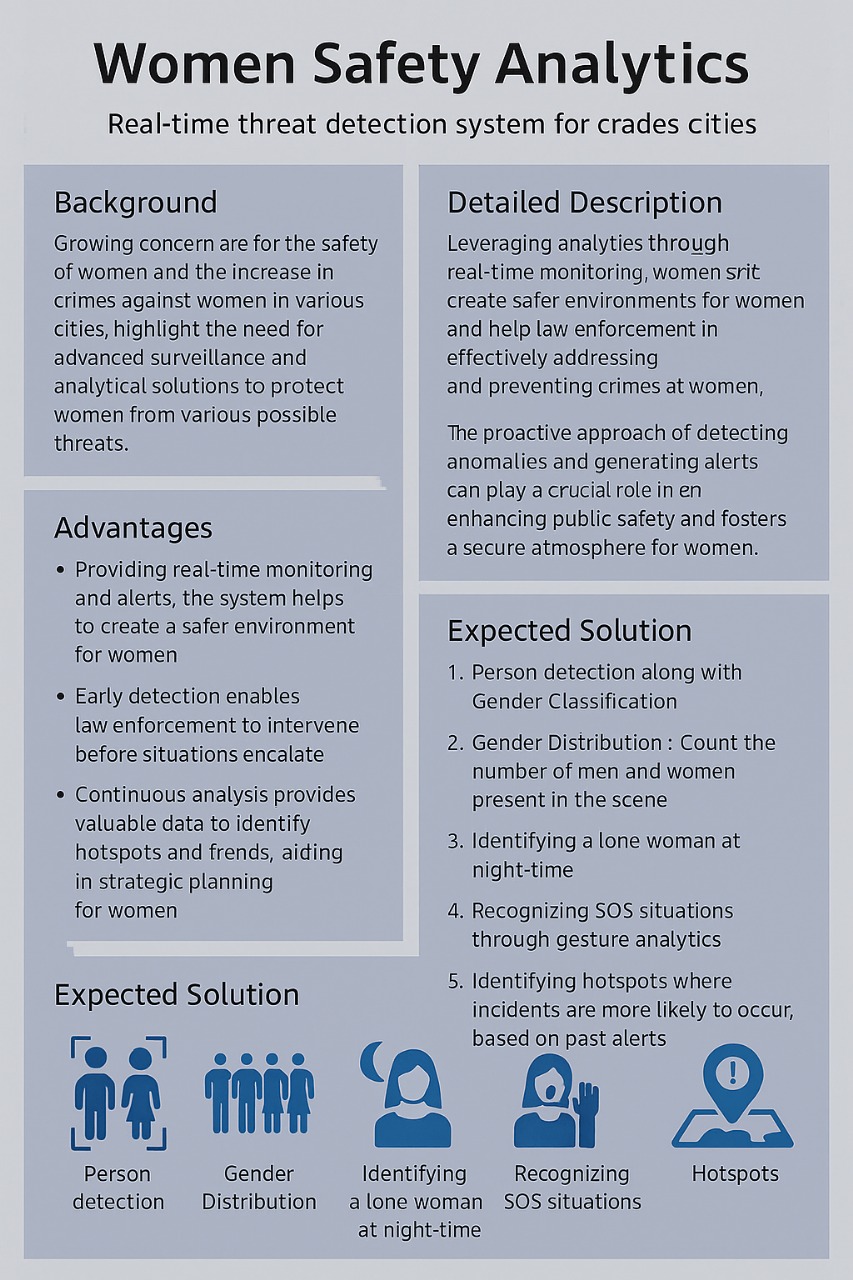 Women Safety Analytics
Real-time threat detection system for crades cities
Background
Growing concern are for the safety
of women and the increase in
crimes against women in various
cities, highlight the need for
advanced surveillance and
analytical solutions to protect
women from various possible
threats.
Advantages
• Providing real-time monitoring
and alerts, the system helps
to create a safer environment
for women
• Early detection enables
law enforcement to intervene
before situations encalate
• Continuous analysis provides
valuable data to identify
hotspots and frends, aiding
in strategic planning
for women
Detailed Description
Leveraging analyties through
real-time monitoring, women srit
create safer environments for women
and help law enforcement in
effectively addressing
and preventing crimes at women,
The proactive approach of detecting
anomalies and generating alerts
can play a crucial role in en
enhancing public safety and fosters
a secure atmosphere for women.
Expected Solution
1. Person detection along with
Gender Classification
2. Gender Distribution : Count the
number of men and women
present in the scene
3. Identifying a lone woman at
night-time
4. Recognizing SOS situations
through gesture analytics
5. Identifying hotspots where
incidents are more likely to occur,
based on past alerts
Expected Solution
Person
detection
Gender
Distribution
Identifying
a lone woman
at night-time
Recognizing
SOS situations
Hotspots